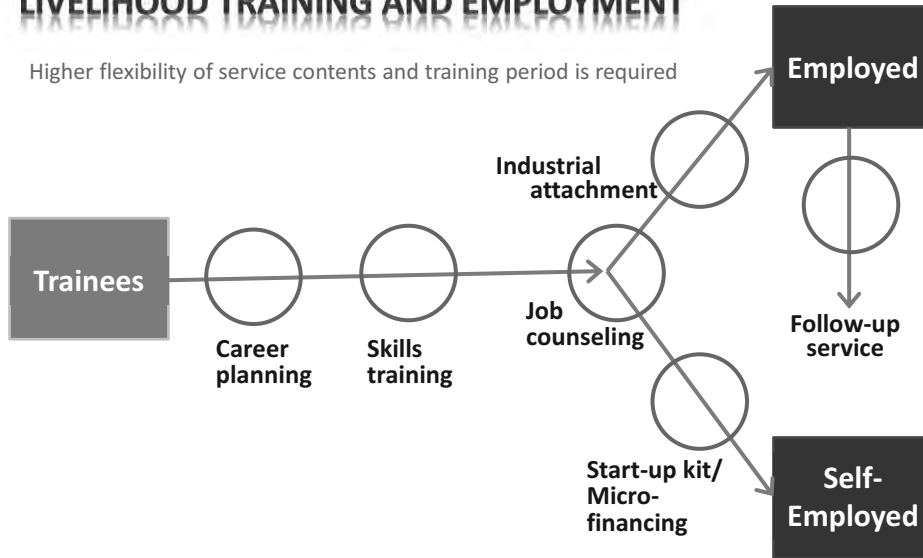 LIVELIHOOD TRAINING AND EMPLOYMENT
Higher flexibility of service contents and training period is required
Employed
Industrial
attachment
Trainees
Career
planning
Skills
training
Job
counseling
Follow-up
service
Start-up kit/
Micro-
financing
Self-
Employed